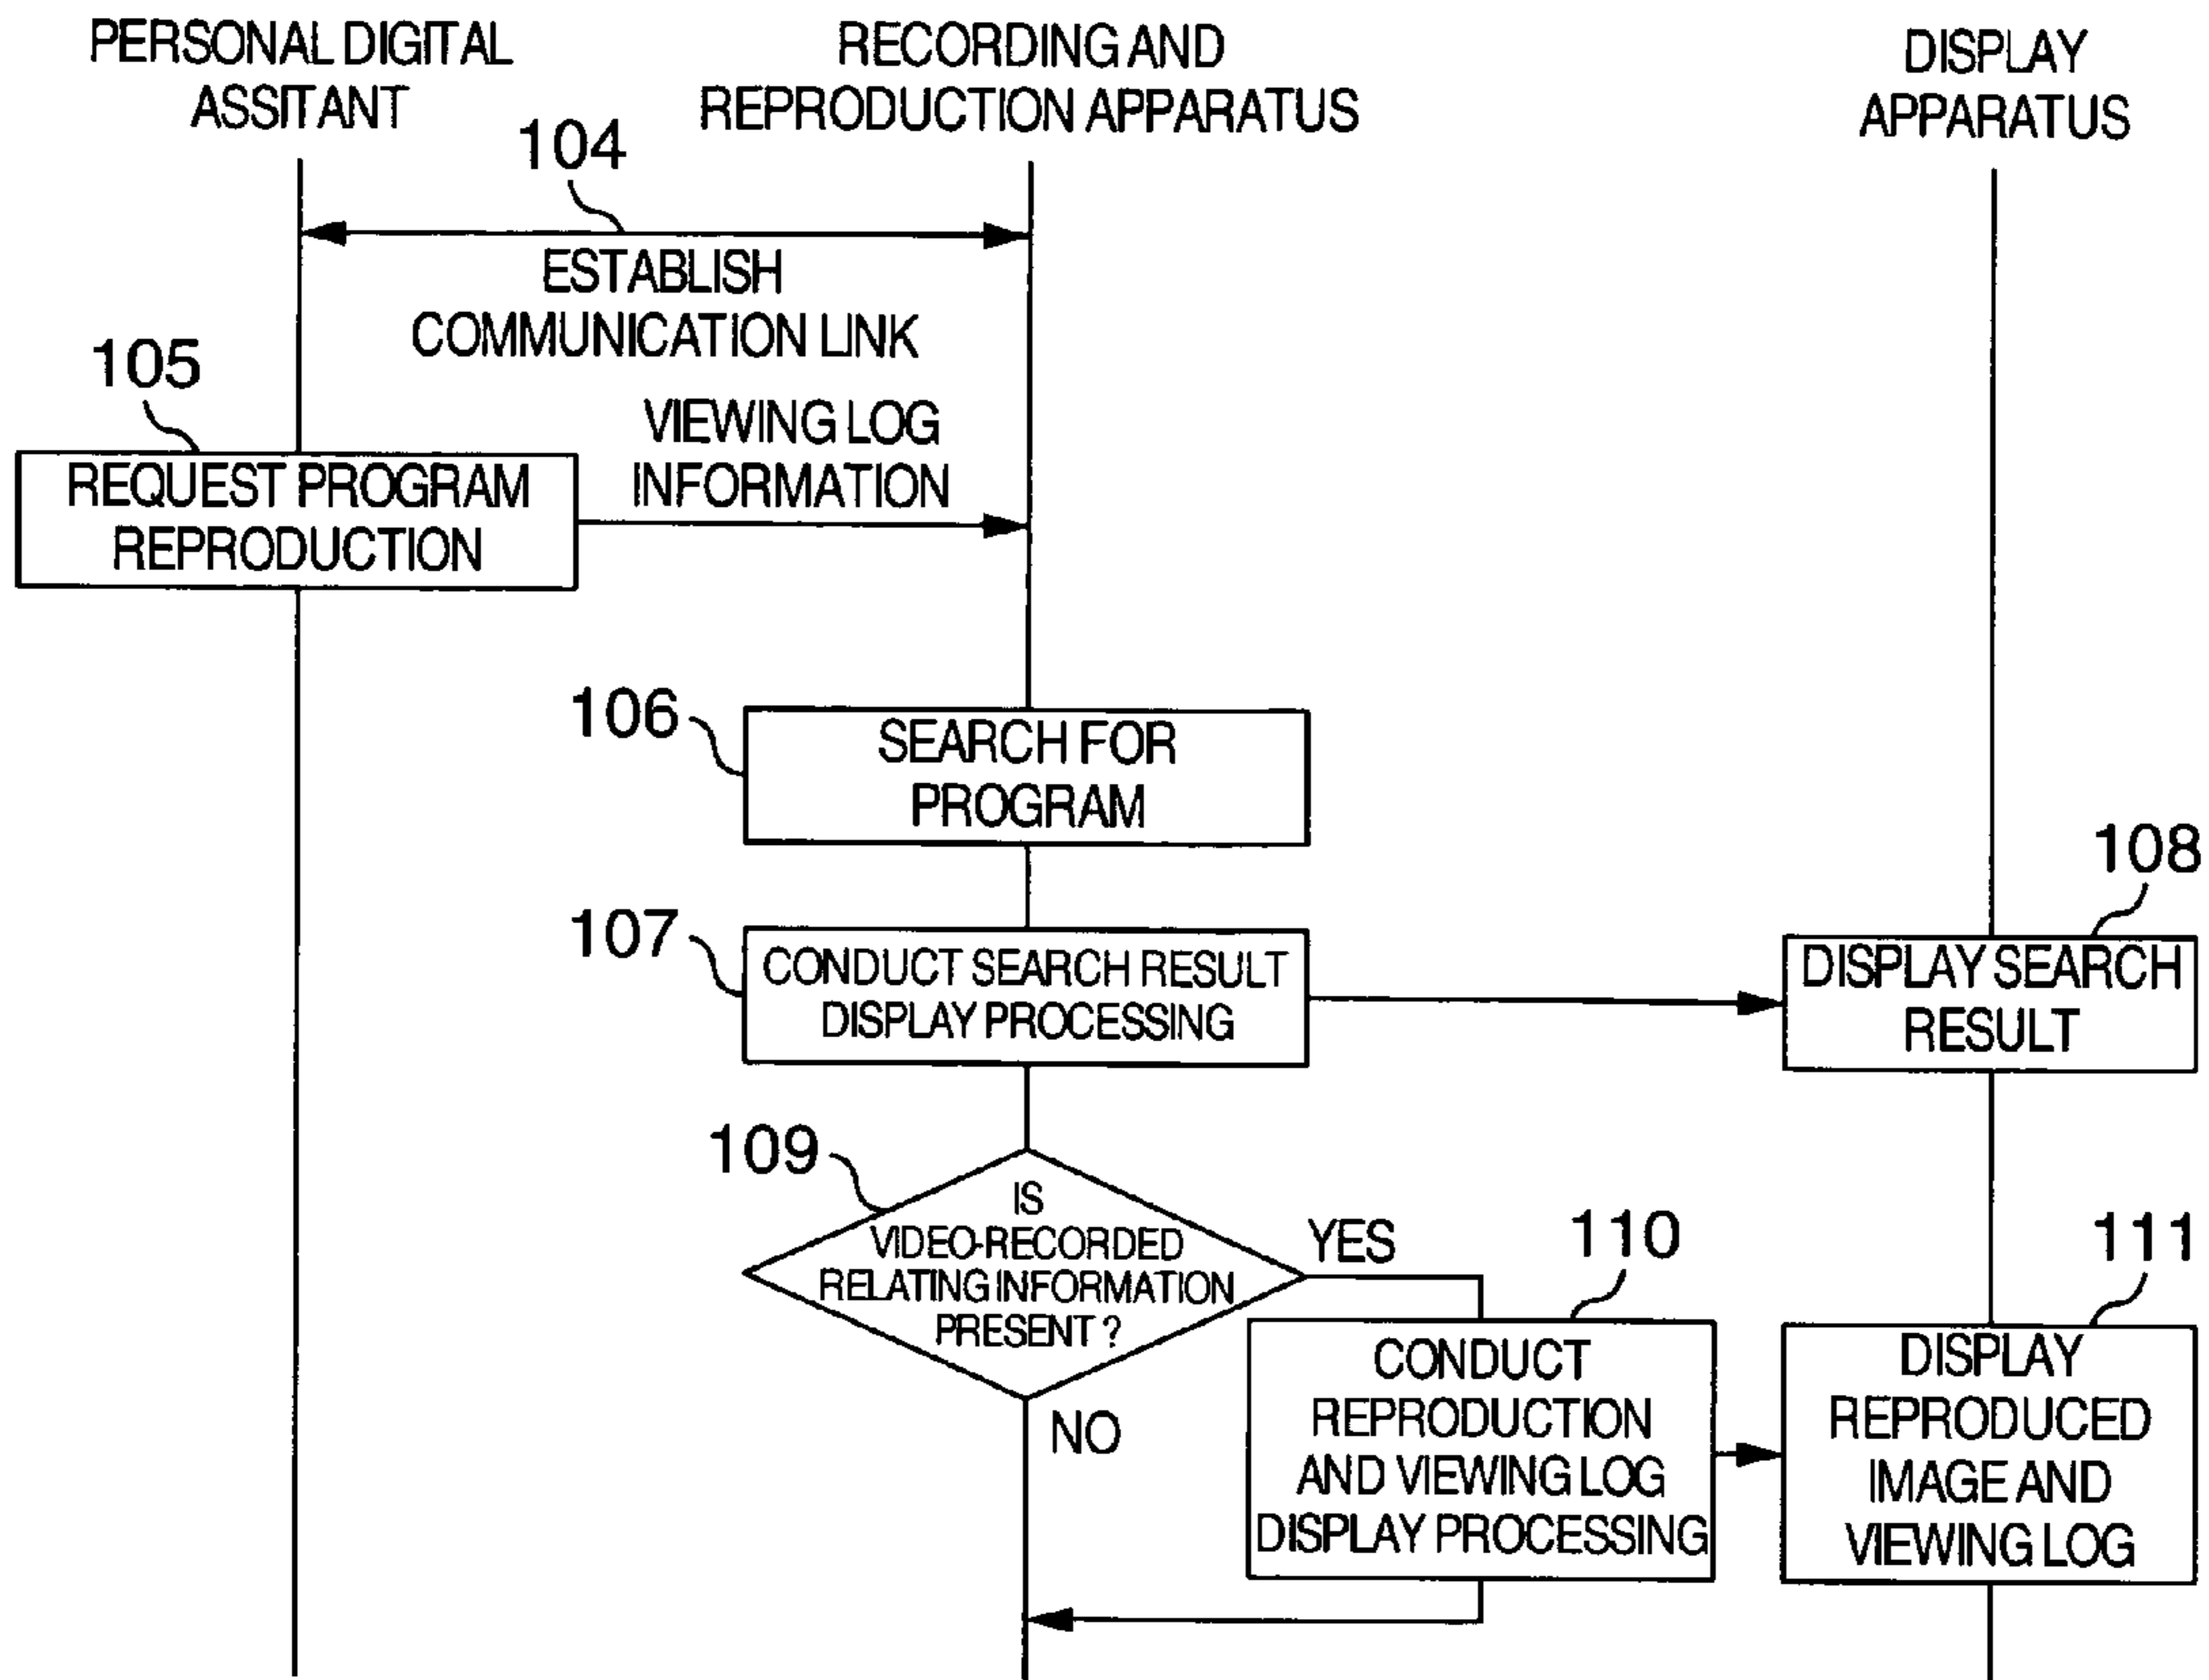 PERSONAL DIGITAL
ASSITANT
RECORDING AND
REPRODUCTION APPARATUS
DISPLAY
APPARATUS
104
ESTABLISH
COMMUNICATION LINK
105
VIEWING LOG
INFORMATION
REQUEST PROGRAM
REPRODUCTION
106
SEARCH FOR
PROGRAM
107
CONDUCT SEARCH RESULT
DISPLAY PROCESSING
108
DISPLAY SEARCH
RESULT
109
IS
VIDEO-RECORDED
RELATING INFORMATION
PRESENT ?
YES
NO
110
CONDUCT
REPRODUCTION
AND VIEWING LOG
DISPLAY PROCESSING
111
DISPLAY
REPRODUCED
IMAGE AND
VIEWING LOG